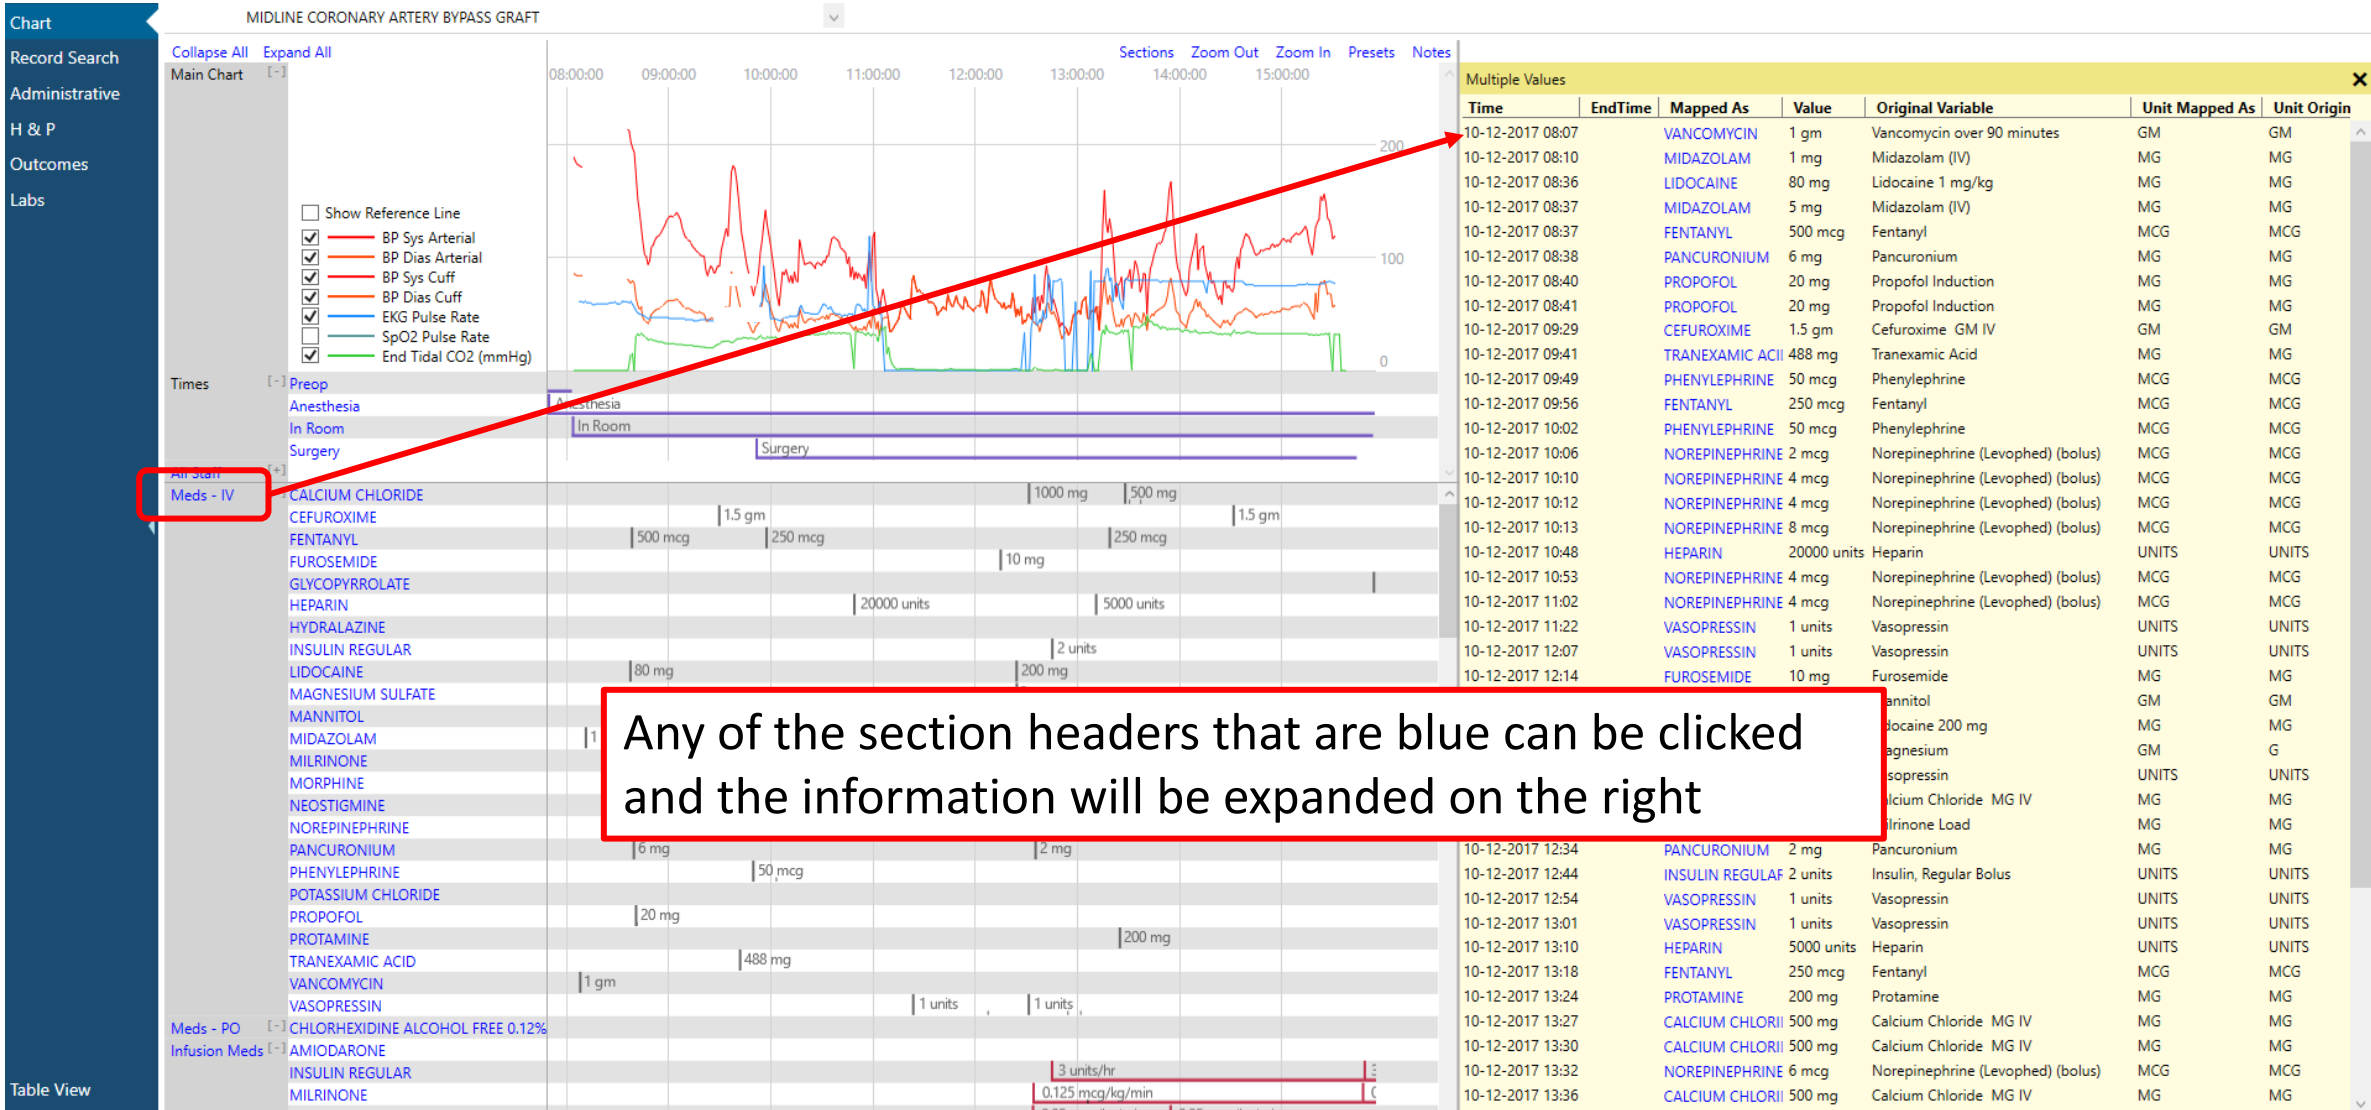 Chart
Record Search
Administrative
H & P
Outcomes
Labs
Table View
MIDLINE CORONARY ARTERY BYPASS GRAFT
Collapse All Expand All
Sections Zoom Out Zoom In Presets Notes
Main Chart [-]
08:00:00 09:00:00 10:00:00 11:00:00 12:00:00 13:00:00 14:00:00 15:00:00
200
100
0
Show Reference Line
BP Sys Arterial
BP Dias Arterial
BP Sys Cuff
BP Dias Cuff
EKG Pulse Rate
SpO2 Pulse Rate
End Tidal CO2 (mmHg)
Times [-] Preop
Anesthesia Anesthesia
In Room In Room
Surgery Surgery
All Staff [+]
Meds - IV CALCIUM CHLORIDE 1000 mg 500 mg
CEFUROXIME 1.5 gm 1.5 gm
FENTANYL 500 mcg 250 mcg 250 mcg
FUROSEMIDE 10 mg
GLYCOPYRROLATE
HEPARIN 20000 units 5000 units
HYDRALAZINE
INSULIN REGULAR 2 units
LIDOCAINE 80 mg 200 mg
MAGNESIUM SULFATE
MANNITOL
MIDAZOLAM 1
MILRINONE
MORPHINE
NEOSTIGMINE
NOREPINEPHRINE
PANCURONIUM 6 mg 2 mg
PHENYLEPHRINE 50 mcg
POTASSIUM CHLORIDE
PROPOFOL 20 mg
PROTAMINE 200 mg
TRANEXAMIC ACID 488 mg
VANCOMYCIN 1 gm
VASOPRESSIN 1 units 1 units
Meds - PO [-] CHLORHEXIDINE ALCOHOL FREE 0.12%
Infusion Meds [-] AMIODARONE
INSULIN REGULAR 3 units/hr
MILRINONE 0.125 mcg/kg/min
Any of the section headers that are blue can be clicked
and the information will be expanded on the right
Multiple Values
Time EndTime Mapped As Value Original Variable Unit Mapped As Unit Origin
10-12-2017 08:07 VANCOMYCIN 1 gm Vancomycin over 90 minutes GM GM
10-12-2017 08:10 MIDAZOLAM 1 mg Midazolam (IV) MG MG
10-12-2017 08:36 LIDOCAINE 80 mg Lidocaine 1 mg/kg MG MG
10-12-2017 08:37 MIDAZOLAM 5 mg Midazolam (IV) MG MG
10-12-2017 08:37 FENTANYL 500 mcg Fentanyl MCG MCG
10-12-2017 08:38 PANCURONIUM 6 mg Pancuronium MG MG
10-12-2017 08:40 PROPOFOL 20 mg Propofol Induction MG MG
10-12-2017 08:41 PROPOFOL 20 mg Propofol Induction MG MG
10-12-2017 09:29 CEFUROXIME 1.5 gm Cefuroxime GM IV GM GM
10-12-2017 09:41 TRANEXAMIC ACI 488 mg Tranexamic Acid MG MG
10-12-2017 09:49 PHENYLEPHRINE 50 mcg Phenylephrine MCG MCG
10-12-2017 09:56 FENTANYL 250 mcg Fentanyl MCG MCG
10-12-2017 10:02 PHENYLEPHRINE 50 mcg Phenylephrine MCG MCG
10-12-2017 10:06 NOREPINEPHRINE 2 mcg Norepinephrine (Levophed) (bolus) MCG MCG
10-12-2017 10:10 NOREPINEPHRINE 4 mcg Norepinephrine (Levophed) (bolus) MCG MCG
10-12-2017 10:12 NOREPINEPHRINE 4 mcg Norepinephrine (Levophed) (bolus) MCG MCG
10-12-2017 10:13 NOREPINEPHRINE 8 mcg Norepinephrine (Levophed) (bolus) MCG MCG
10-12-2017 10:48 HEPARIN 20000 units Heparin UNITS UNITS
10-12-2017 10:53 NOREPINEPHRINE 4 mcg Norepinephrine (Levophed) (bolus) MCG MCG
10-12-2017 11:02 NOREPINEPHRINE 4 mcg Norepinephrine (Levophed) (bolus) MCG MCG
10-12-2017 11:22 VASOPRESSIN 1 units Vasopressin UNITS UNITS
10-12-2017 12:07 VASOPRESSIN 1 units Vasopressin UNITS UNITS
10-12-2017 12:14 FUROSEMIDE 10 mg Furosemide MG MG
annitol GM GM
docaine 200 mg MG MG
agnesium GM G
sopressin UNITS UNITS
lcium Chloride MG IV MG MG
ilrinone Load MG MG
10-12-2017 12:34 PANCURONIUM 2 mg Pancuronium MG MG
10-12-2017 12:44 INSULIN REGULAR 2 units Insulin, Regular Bolus UNITS UNITS
10-12-2017 12:54 VASOPRESSIN 1 units Vasopressin UNITS UNITS
10-12-2017 13:01 VASOPRESSIN 1 units Vasopressin UNITS UNITS
10-12-2017 13:10 HEPARIN 5000 units Heparin UNITS UNITS
10-12-2017 13:18 FENTANYL 250 mcg Fentanyl MCG MCG
10-12-2017 13:24 PROTAMINE 200 mg Protamine MG MG
10-12-2017 13:27 CALCIUM CHLORI 500 mg Calcium Chloride MG IV MG MG
10-12-2017 13:30 CALCIUM CHLORI 500 mg Calcium Chloride MG IV MG MG
10-12-2017 13:32 NOREPINEPHRINE 6 mcg Norepinephrine (Levophed) (bolus) MCG MCG
10-12-2017 13:36 CALCIUM CHLORI 500 mg Calcium Chloride MG IV MG MG